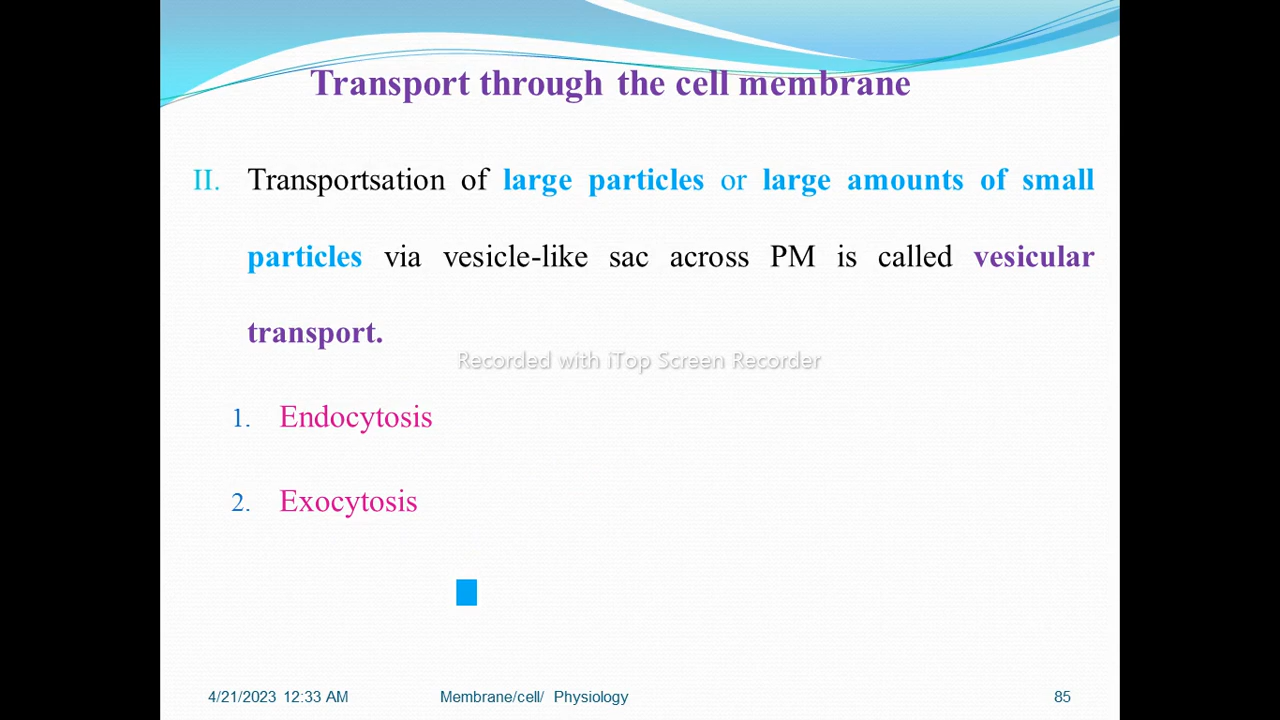 Transport through the cell membrane
II. Transportsation of large particles or large amounts of small
particles via vesicle-like sac across PM is called vesicular
transport.
Recorded with iTop Screen Recorder
1. Endocytosis
2. Exocytosis
4/21/2023 12:33 AM Membrane/cell/ Physiology 85